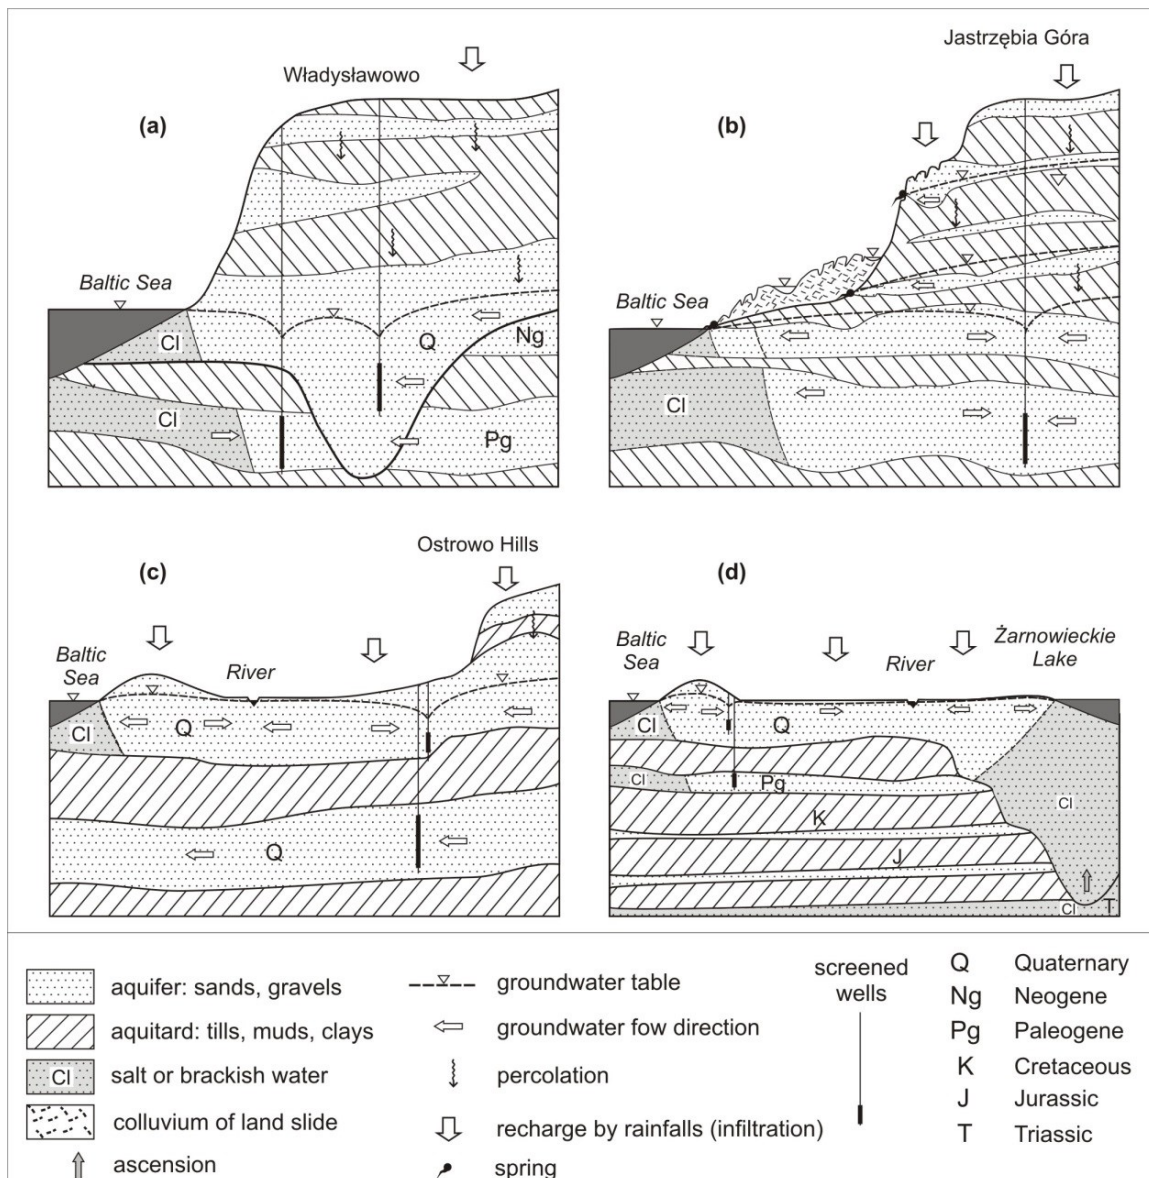 Władysławowo
(a)
Baltic Sea
Cl
Q
Ng
Cl
Pg
Jastrzębia Góra
(b)
Baltic Sea
Cl
Cl
Ostrowo Hills
(c)
Baltic
Sea
River
Cl
Q
Q
(d)
Baltic
Sea
River
Żarnowieckie
Lake
Cl
Q
Cl
Pg
Cl
K
J
Cl
T
aquifer: sands, gravels
aquitard: tills, muds, clays
Cl
salt or brackish water
colluvium of land slide
ascension
groundwater table
groundwater fow direction
percolation
recharge by rainfalls (infiltration)
spring
screened
wells
Q Quaternary
Ng Neogene
Pg Paleogene
K Cretaceous
J Jurassic
T Triassic